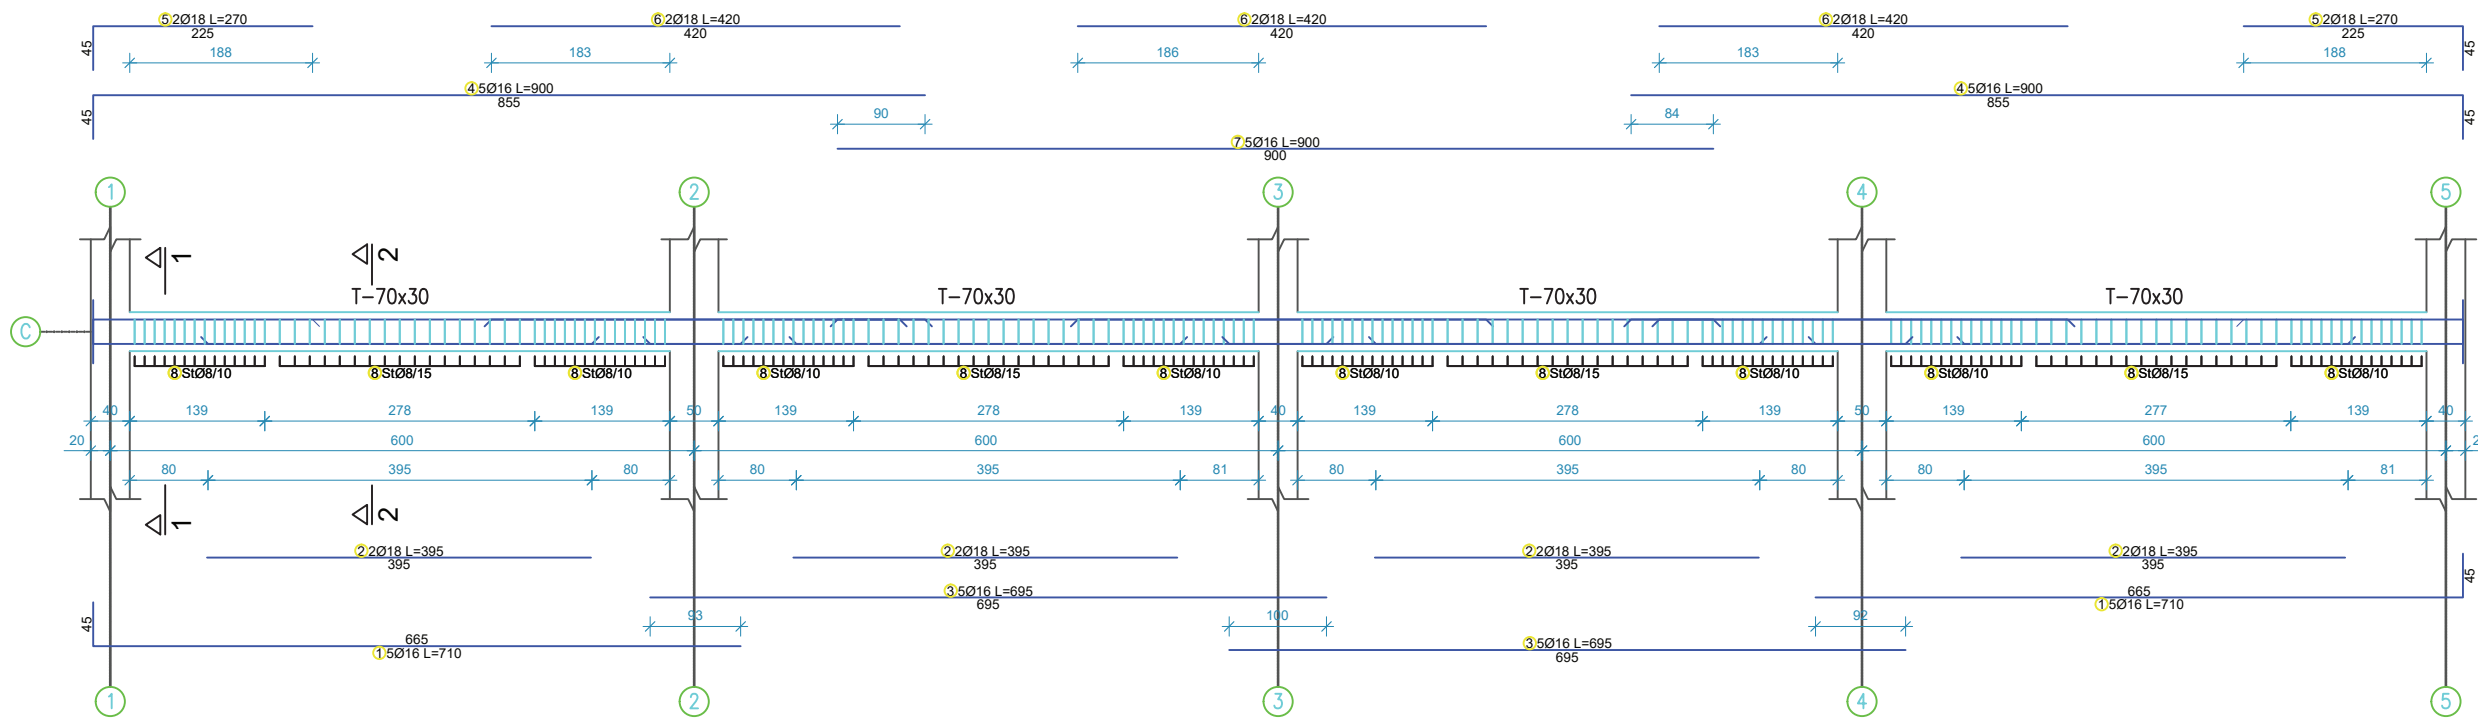 5 2Ø18 L=270 6 2Ø18 L=420 6 2Ø18 L=420 6 2Ø18 L=420 5 2Ø18 L=270
225 420 420 420 225
45 45
188 183 186 183 188
4 5Ø16 L=900 4 5Ø16 L=900
855 855
45 90 84 45
7 5Ø16 L=900
900
1 2 3 4 5
1 2
T-70x30 T-70x30 T-70x30 T-70x30
C
8 StØ8/10 8 StØ8/15 8 StØ8/10 8 StØ8/10 8 StØ8/15 8 StØ8/10 8 StØ8/10 8 StØ8/15 8 StØ8/10 8 StØ8/10 8 StØ8/15 8 StØ8/10
40 139 278 139 50 139 278 139 40 139 278 139 50 139 277 139 40
20 600 600 600 600
80 395 80 80 395 81 80 395 80 80 395 81
1 2
2 2Ø18 L=395 2 2Ø18 L=395 2 2Ø18 L=395 2 2Ø18 L=395
395 395 395 395
45
3 5Ø16 L=695 665
695 1 5Ø16 L=710
45 93 100 92
665 3 5Ø16 L=695
1 5Ø16 L=710 695
1 2 3 4 5